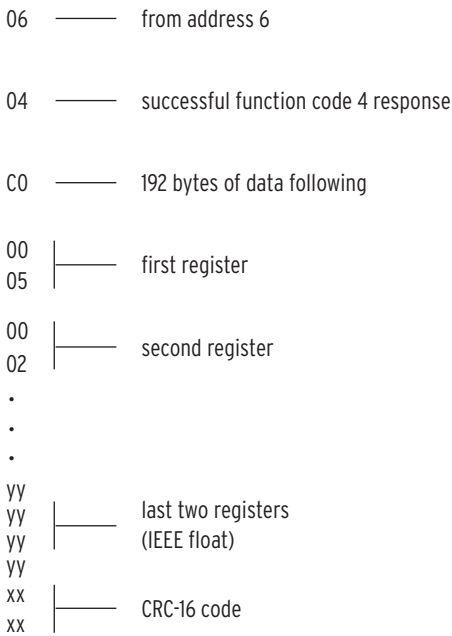 06 from address 6
04 successful function code 4 response
C0 192 bytes of data following
00
05
first register
00
02
second register
.
.
.
yy
yy
yy
yy
last two registers
(IEEE float)
xx
xx
CRC-16 code